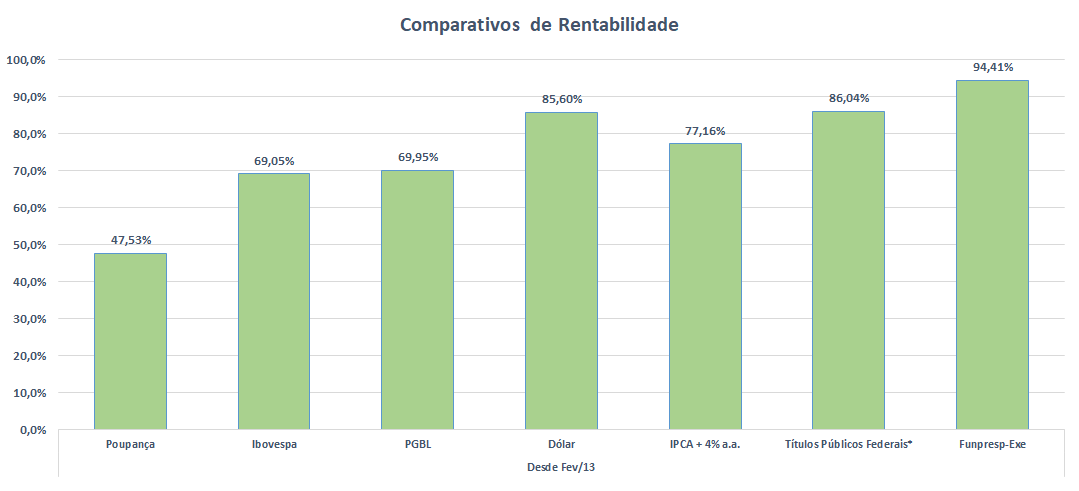 Comparativos de Rentabilidade
100,0%
90,0%
80,0%
70,0%
60,0%
50,0%
40,0%
30,0%
20,0%
10,0%
0,0%
47,53%
69,05%
69,95%
85,60%
77,16%
86,04%
94,41%
Poupança
Ibovespa
PGBL
Dólar
IPCA + 4% a.a.
Títulos Públicos Federais*
Funpresp-Exe
Desde Fev/13